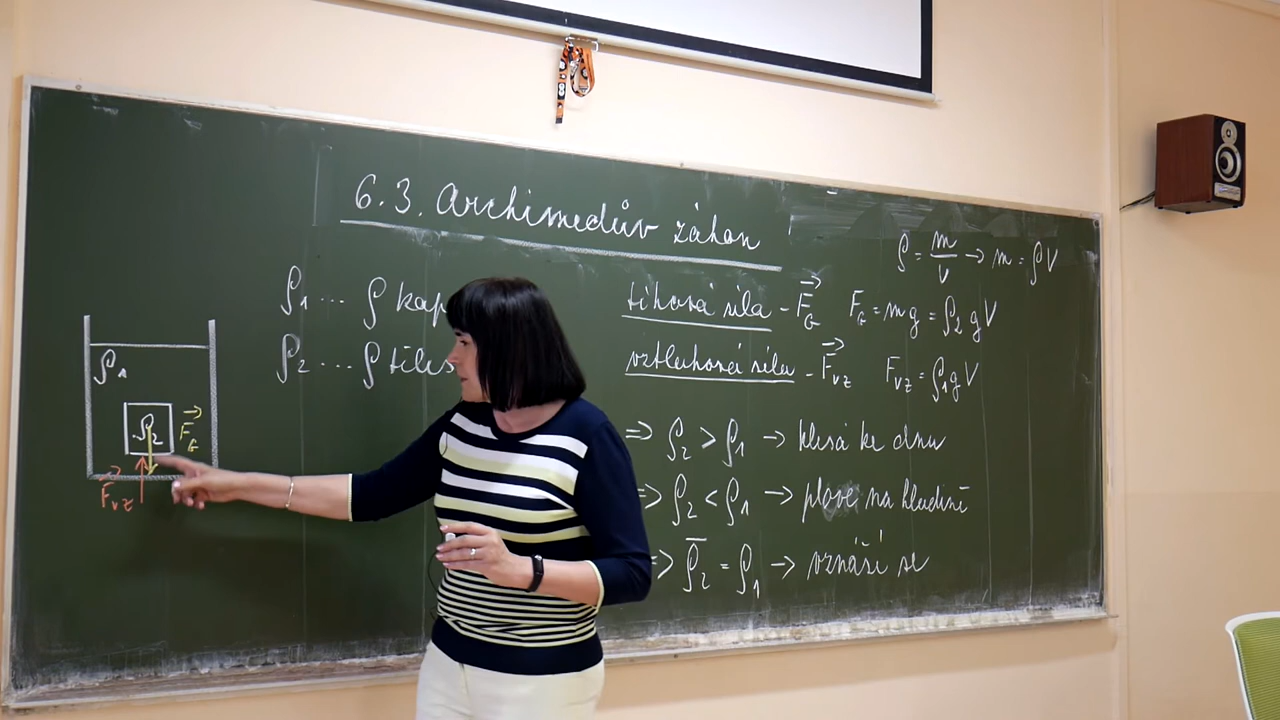 6.3. Archimedův zákon
ρ = m/V → m = ρV
ρ1 ... ρ kap
ρ2 ... ρ těles
tíhová síla - F⃗G FG = mg = ρ2 g V
vztlaková síla - F⃗vz Fvz = ρ1 g V
⇒ ρ2 > ρ1 → klesá ke dnu
⇒ ρ2 < ρ1 → plove na hladině
⇒ ρ2 = ρ1 → vznáší se
ρ1
ρ2
F⃗G
F⃗vz